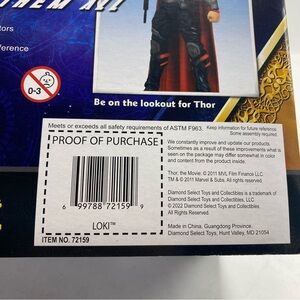 THEM ALL
tors
ference
0-3
Be on the lookout for Thor
Meets or exceeds all safety requirements of ASTM F963.
Keep information for future reference.
Some assembly required.
PROOF OF PURCHASE
6 99788 72159 9
LOKI™
ITEM NO. 72159
We constantly improve and update our products.
Sometimes as a result of these improvements what is
seen on the package may differ somewhat in color
and content from the product inside.
Thor, the Movie: © 2011 MVL Film Finance LLC
TM & © 2011 Marvel & Subs. All Rights Reserved.
Diamond Select Toys and Collectibles is a trademark of
Diamond Select Toys and Collectibles, LLC
© 2022 Diamond Select Toys and Collectibles.
All Rights Reserved.
Made in China, Guangdong Province.
Diamond Select Toys, Hunt Valley, MD 21054